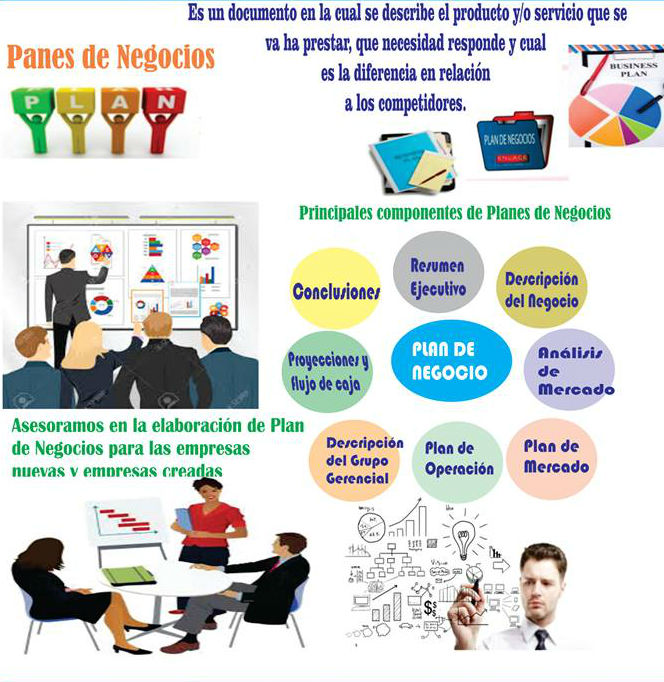 Es un documento en la cual se describe el producto y/o servicio que se
va ha prestar, que necesidad responde y cual
es la diferencia en relación
a los competidores.
Panes de Negocios
PLAN
BUSINESS
PLAN
PLAN DE NEGOCIOS
Principales componentes de Planes de Negocios
Conclusiones
Resumen
Ejecutivo
Descripción
del Negocio
Proyecciones y
flujo de caja
PLAN DE
NEGOCIO
Análisis
de
Mercado
Descripción
del Grupo
Gerencial
Plan de
Operación
Plan de
Mercado
Asesoramos en la elaboración de Plan
de Negocios para las empresas
nuevas y empresas creadas
$$